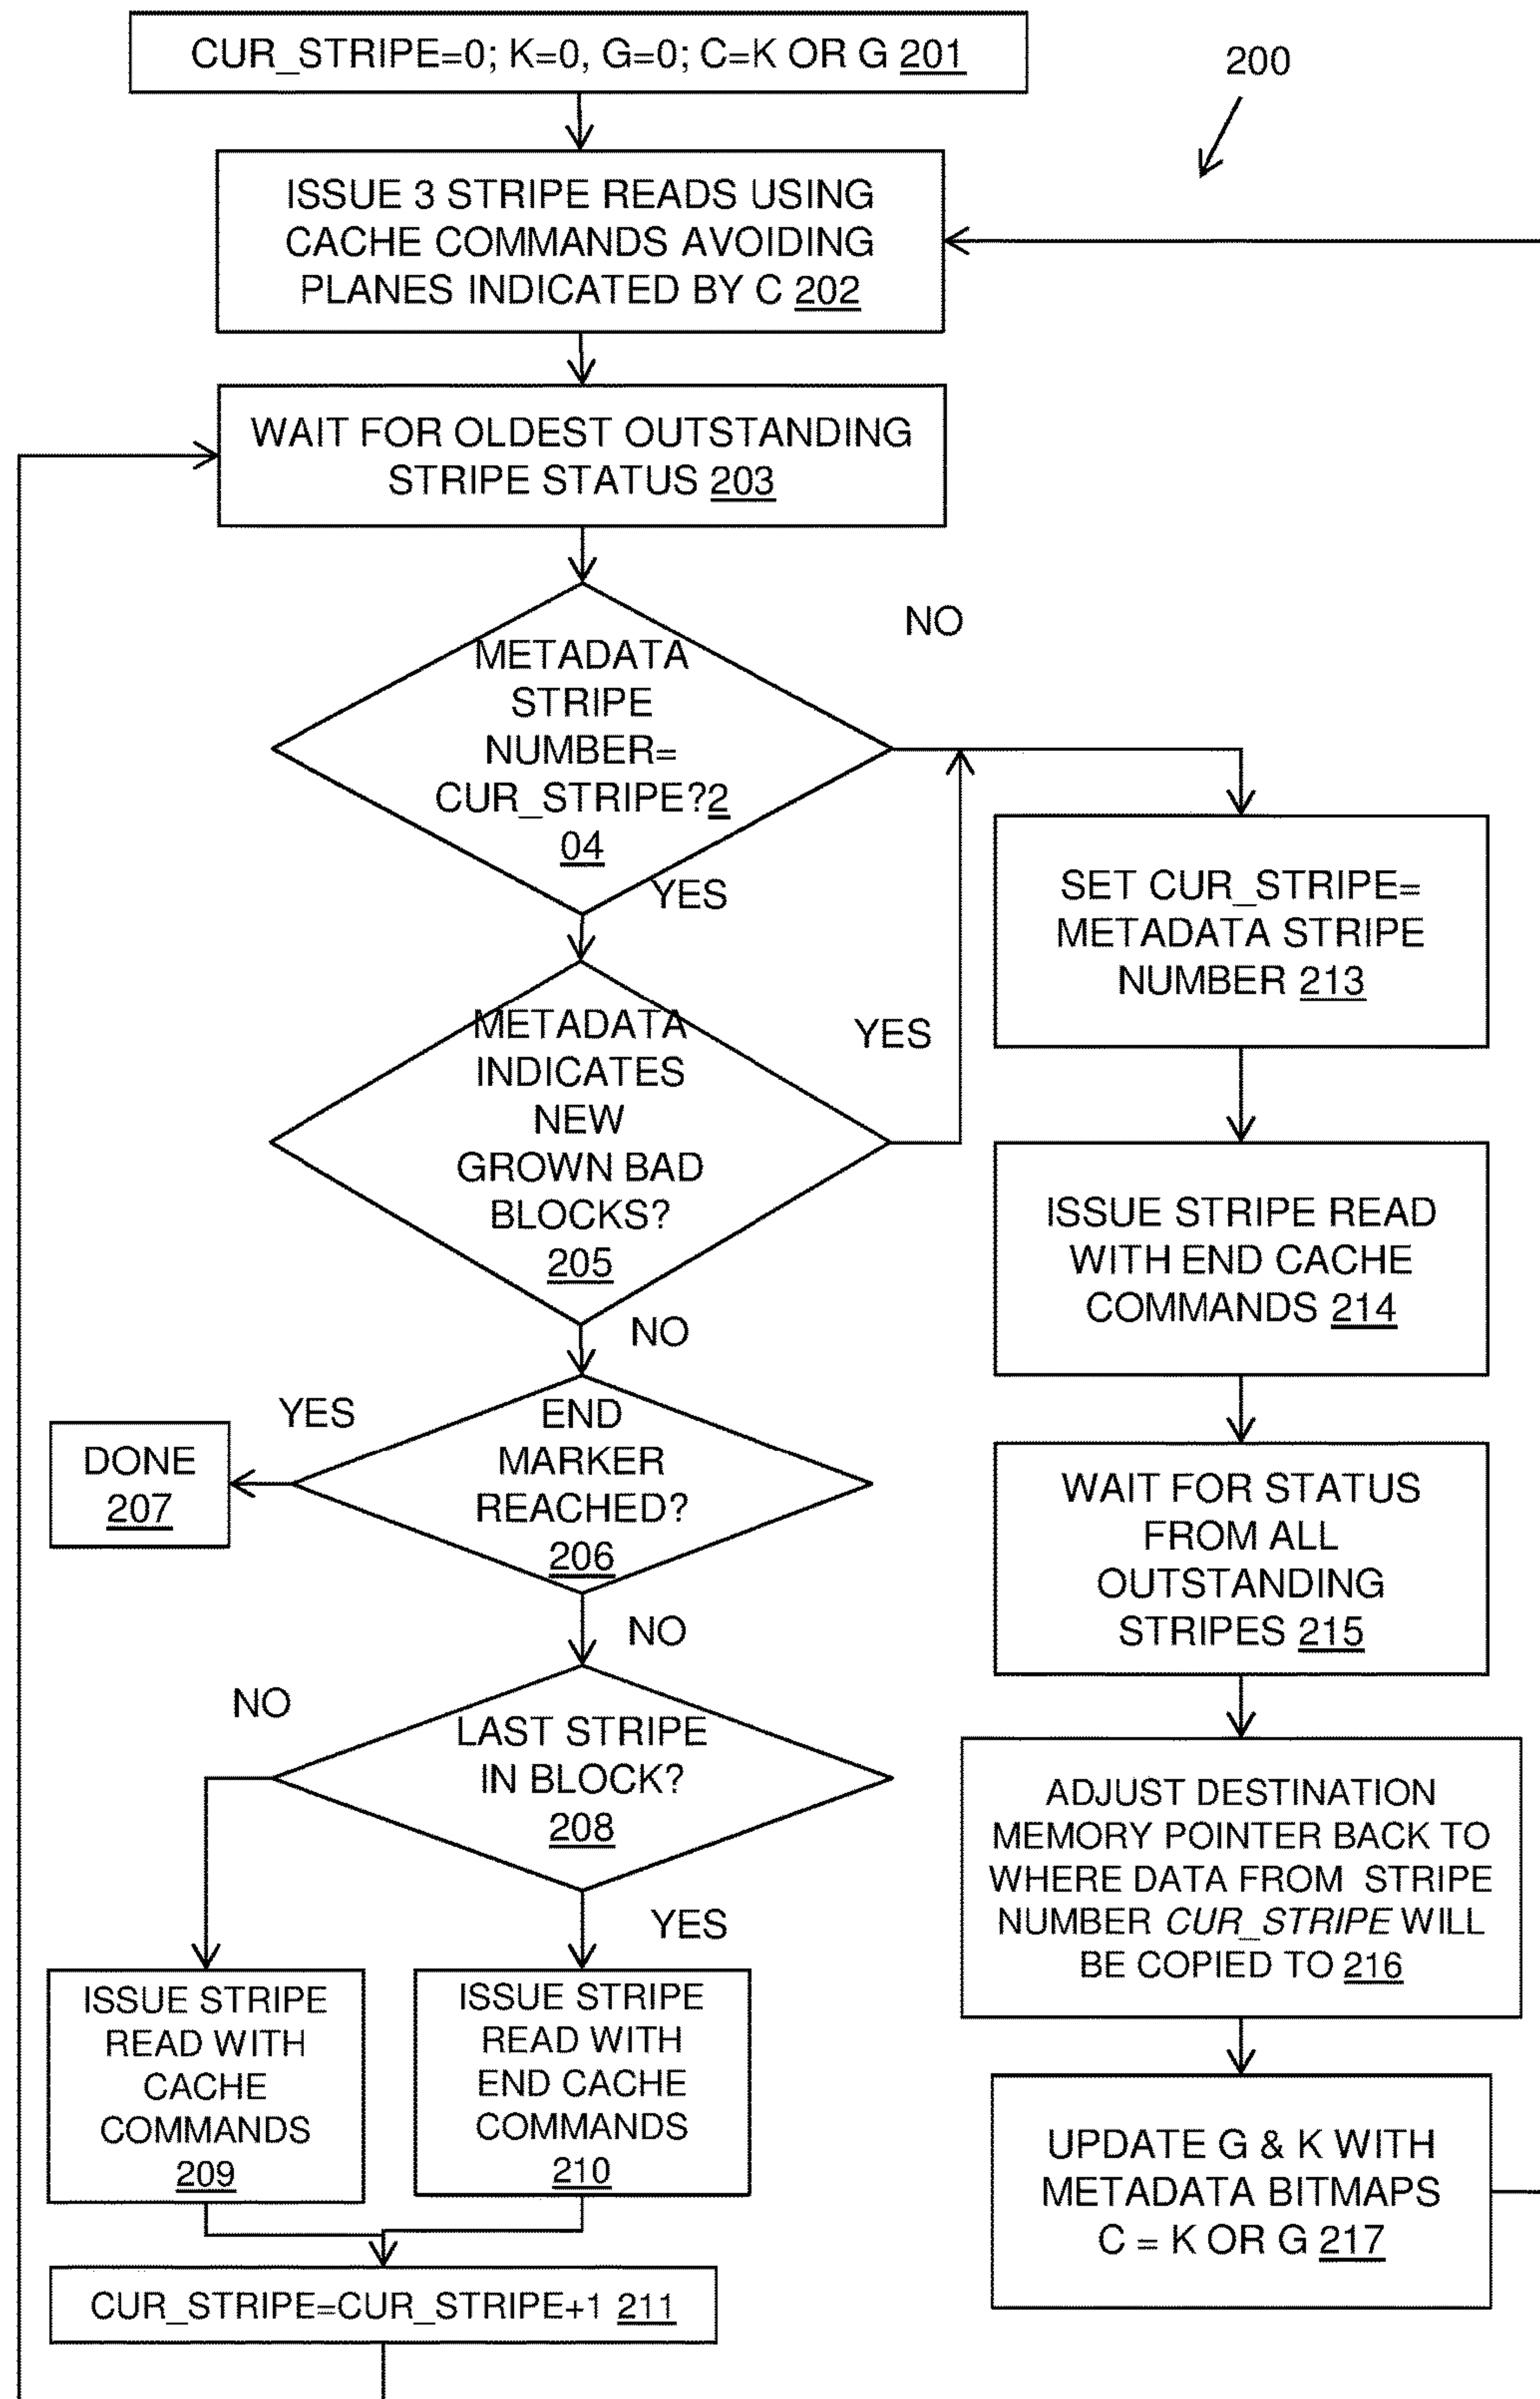 CUR_STRIPE=0; K=0, G=0; C=K OR G 201
200
ISSUE 3 STRIPE READS USING
CACHE COMMANDS AVOIDING
PLANES INDICATED BY C 202
WAIT FOR OLDEST OUTSTANDING
STRIPE STATUS 203
NO
METADATA
STRIPE
NUMBER=
CUR_STRIPE?2
04
YES
METADATA
INDICATES
NEW
GROWN BAD
BLOCKS?
205
YES
NO
END
MARKER
REACHED?
206
YES
DONE
207
NO
LAST STRIPE
IN BLOCK?
208
NO
YES
ISSUE STRIPE
READ WITH
CACHE
COMMANDS
209
ISSUE STRIPE
READ WITH
END CACHE
COMMANDS
210
CUR_STRIPE=CUR_STRIPE+1 211
SET CUR_STRIPE=
METADATA STRIPE
NUMBER 213
ISSUE STRIPE READ
WITH END CACHE
COMMANDS 214
WAIT FOR STATUS
FROM ALL
OUTSTANDING
STRIPES 215
ADJUST DESTINATION
MEMORY POINTER BACK TO
WHERE DATA FROM STRIPE
NUMBER CUR_STRIPE WILL
BE COPIED TO 216
UPDATE G & K WITH
METADATA BITMAPS
C = K OR G 217